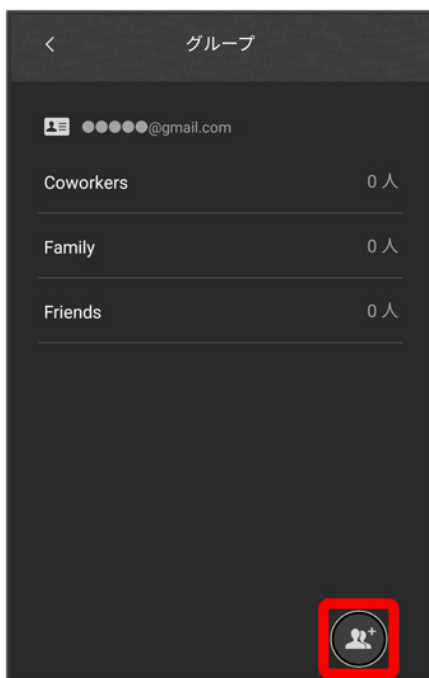 グループ
●●●●●@gmail.com
Coworkers 0人
Family 0人
Friends 0人